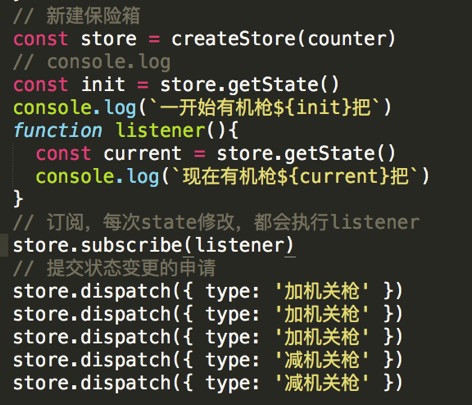 // 新建保险箱
const store = createStore(counter)
// console.log
const init = store.getState()
console.log(`一开始有机枪${init}把`)
function listener(){
  const current = store.getState()
  console.log(`现在有机枪${current}把`)
}
// 订阅，每次state修改，都会执行listener
store.subscribe(listener)
// 提交状态变更的申请
store.dispatch({ type: '加机关枪' })
store.dispatch({ type: '加机关枪' })
store.dispatch({ type: '加机关枪' })
store.dispatch({ type: '减机关枪' })
store.dispatch({ type: '减机关枪' })